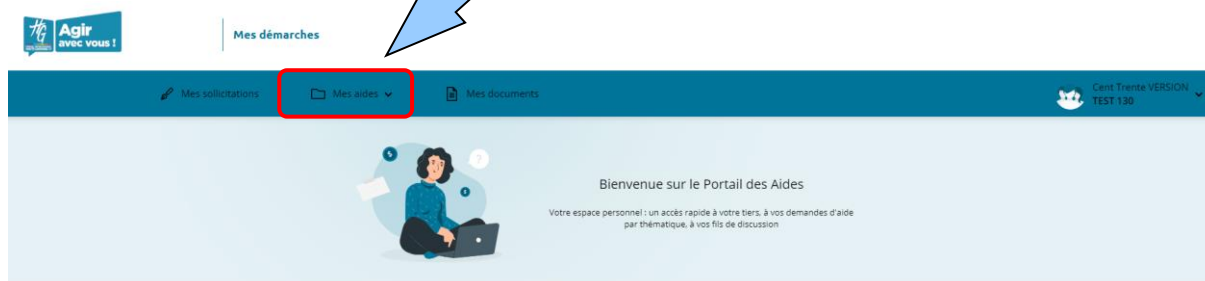 HG Agir
avec vous !
Mes démarches
Mes sollicitations
Mes aides
Mes documents
Cent Trente VERSION
TEST 130
Bienvenue sur le Portail des Aides
Votre espace personnel : un accès rapide à votre tiers, à vos demandes d'aide
par thématique, à vos fils de discussion